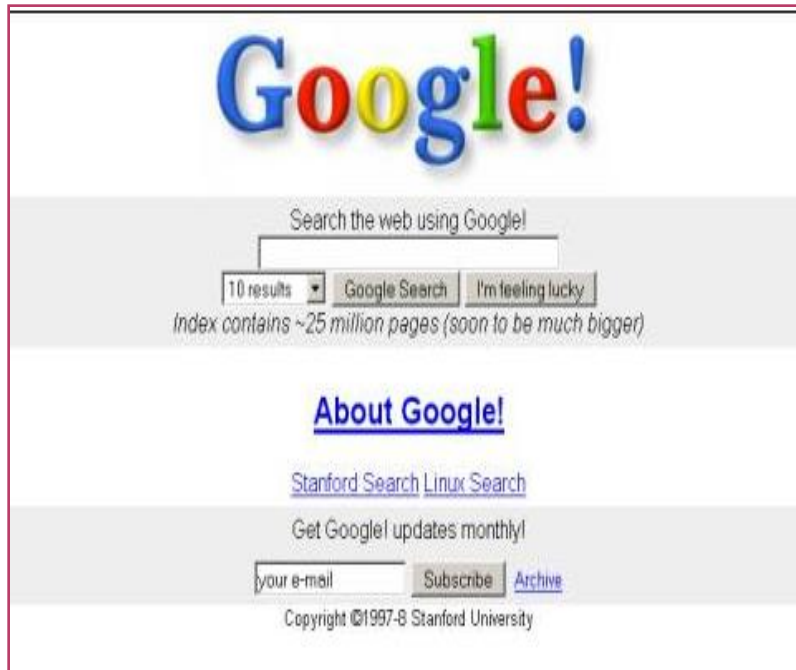 Google!
Search the web using Google!
10 results Google Search I'm feeling lucky
Index contains ~25 million pages (soon to be much bigger)
About Google!
Stanford Search Linux Search
Get Google! updates monthly!
your e-mail Subscribe Archive
Copyright ©1997-8 Stanford University